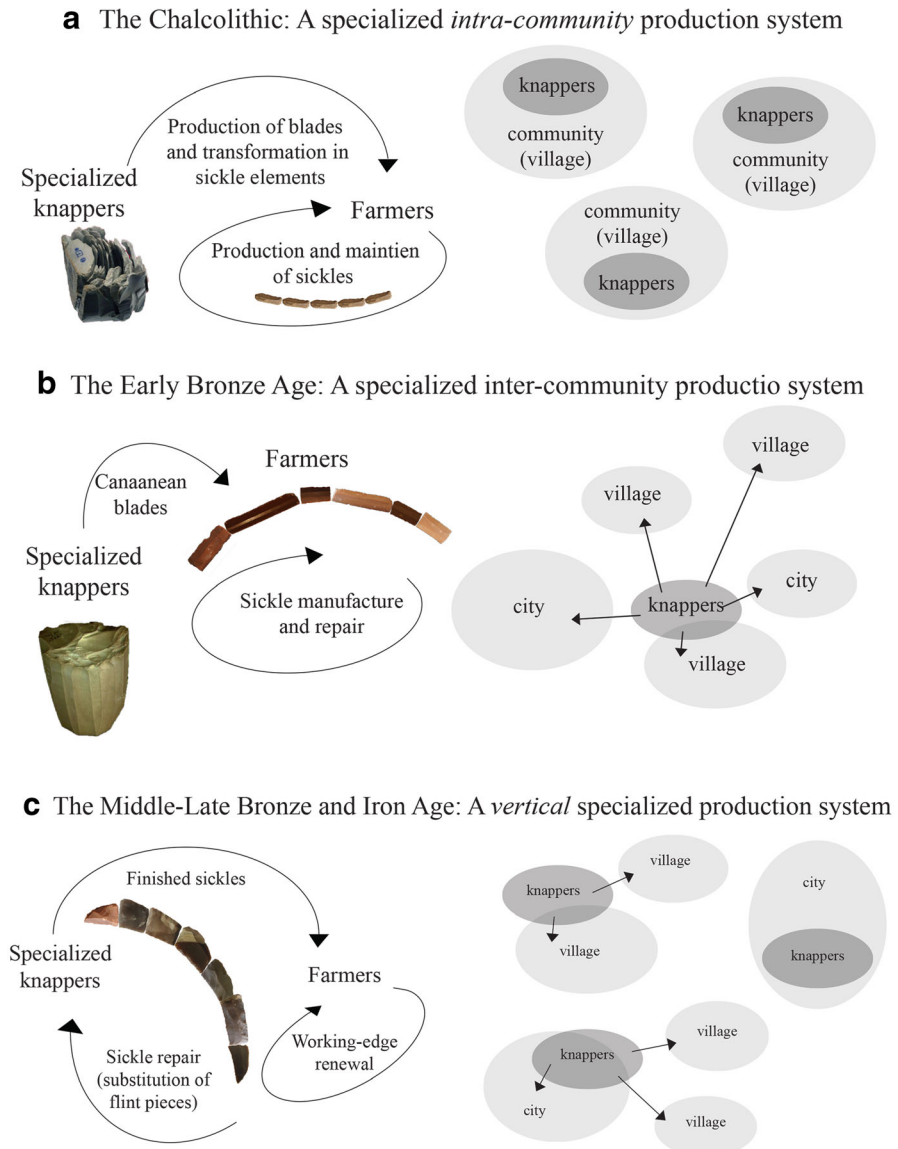 a The Chalcolithic: A specialized intra-community production system
Production of blades
and transformation in
sickle elements
Specialized
knappers
Farmers
Production and maintien
of sickles
knappers
community
(village)
knappers
community
(village)
community
(village)
knappers
b The Early Bronze Age: A specialized inter-community productio system
Farmers
Canaanean
blades
Specialized
knappers
Sickle manufacture
and repair
village
village
city
knappers
city
village
c The Middle-Late Bronze and Iron Age: A vertical specialized production system
Finished sickles
Specialized
knappers
Farmers
Working-edge
renewal
Sickle repair
(substitution of
flint pieces)
village
knappers
village
city
knappers
knappers
village
city
village